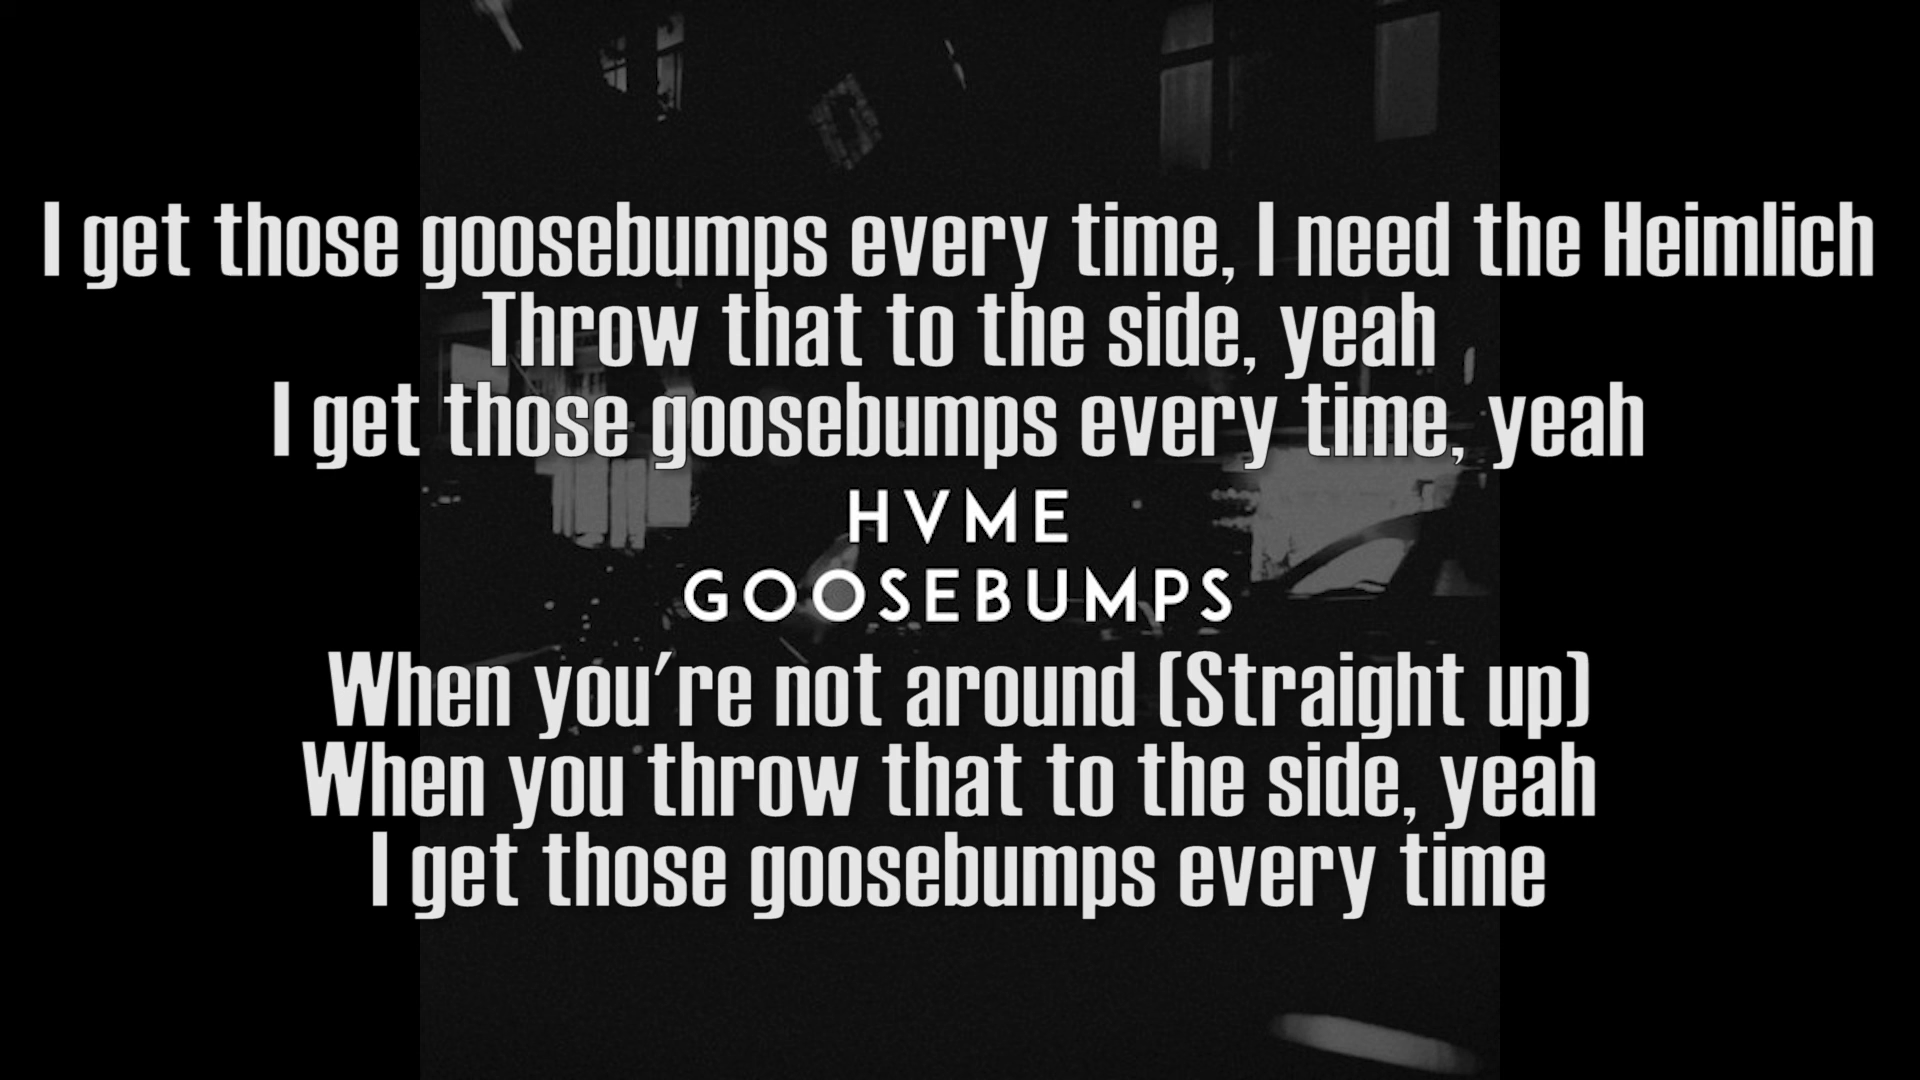 I get those goosebumps every time, I need the Heimlich
Throw that to the side, yeah
I get those goosebumps every time, yeah
HVME
GOOSEBUMPS
When you're not around (Straight up)
When you throw that to the side, yeah
I get those goosebumps every time